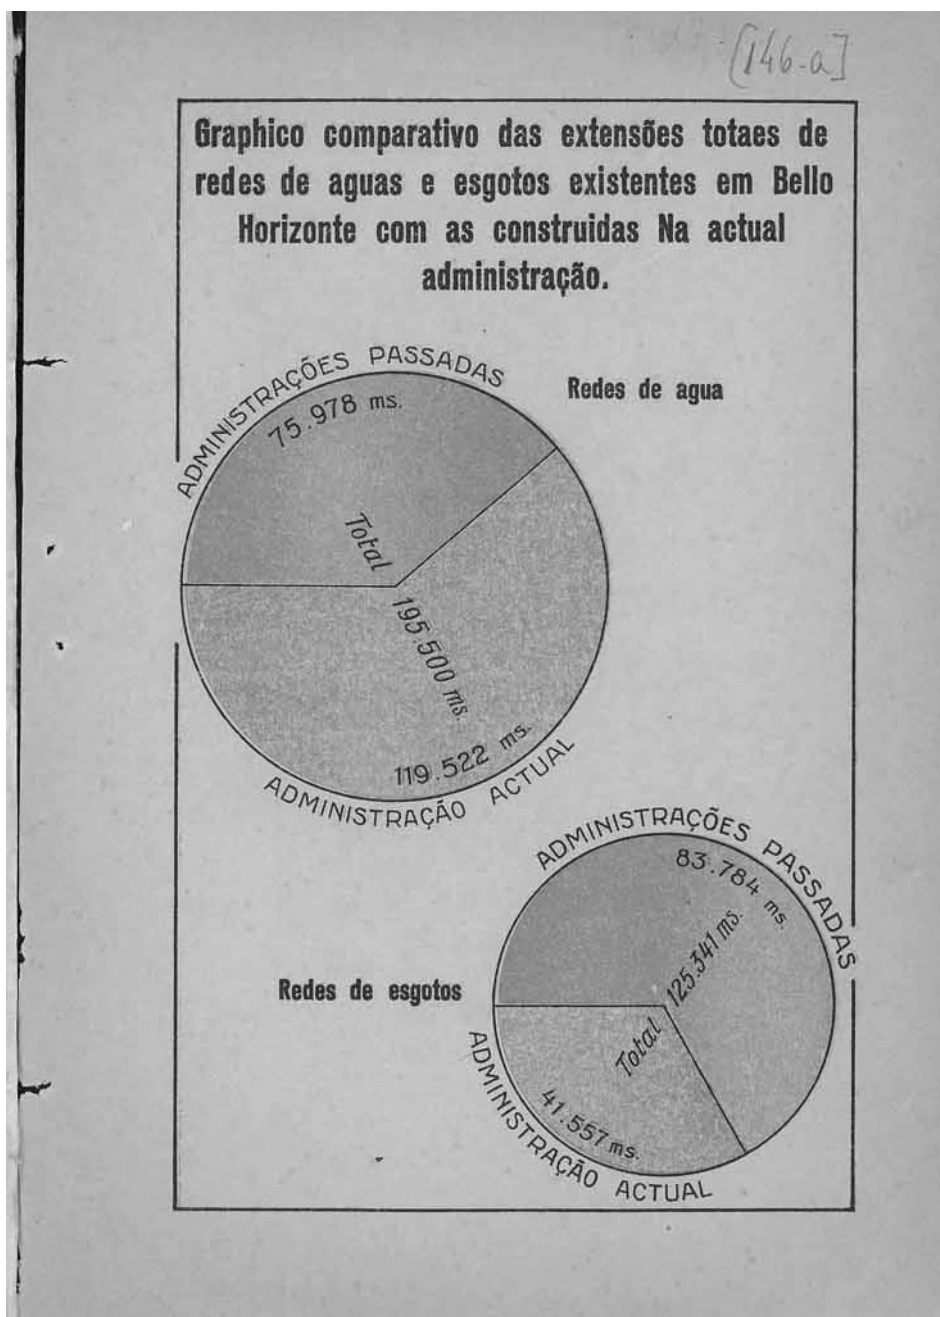 [146-a]
Graphico comparativo das extensões totaes de
redes de aguas e esgotos existentes em Bello
Horizonte com as construidas Na actual
administração.
ADMINISTRAÇÕES PASSADAS
Redes de agua
75.978 ms.
Total
195.500 ms.
119.522 ms.
ADMINISTRAÇÃO ACTUAL
ADMINISTRAÇÕES PASSADAS
83.784 ms.
125.341 ms.
Redes de esgotos
Total
41.557 ms.
ADMINISTRAÇÃO ACTUAL